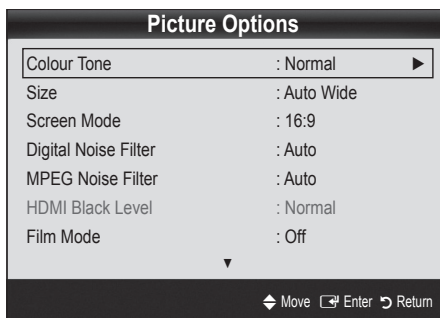 Picture Options
Colour Tone : Normal ►
Size : Auto Wide
Screen Mode : 16:9
Digital Noise Filter : Auto
MPEG Noise Filter : Auto
HDMI Black Level : Normal
Film Mode : Off
▼
Move Enter Return